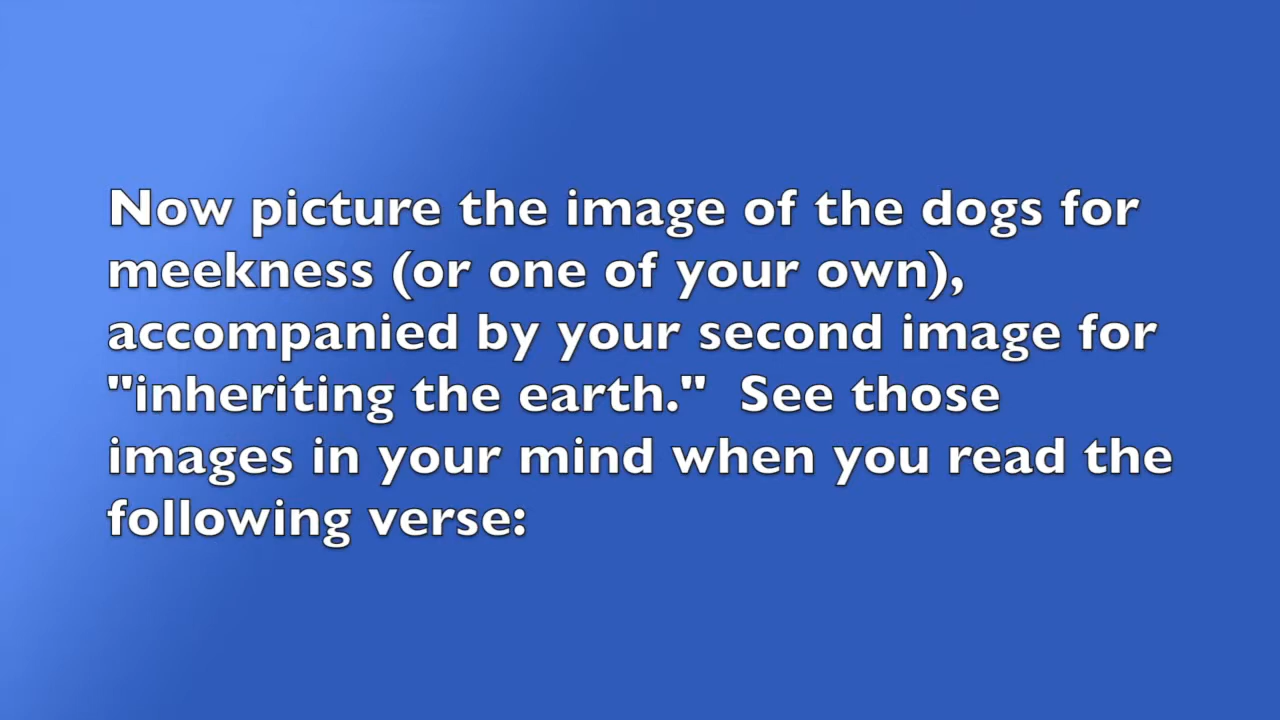 Now picture the image of the dogs for
meekness (or one of your own),
accompanied by your second image for
"inheriting the earth."  See those
images in your mind when you read the
following verse: